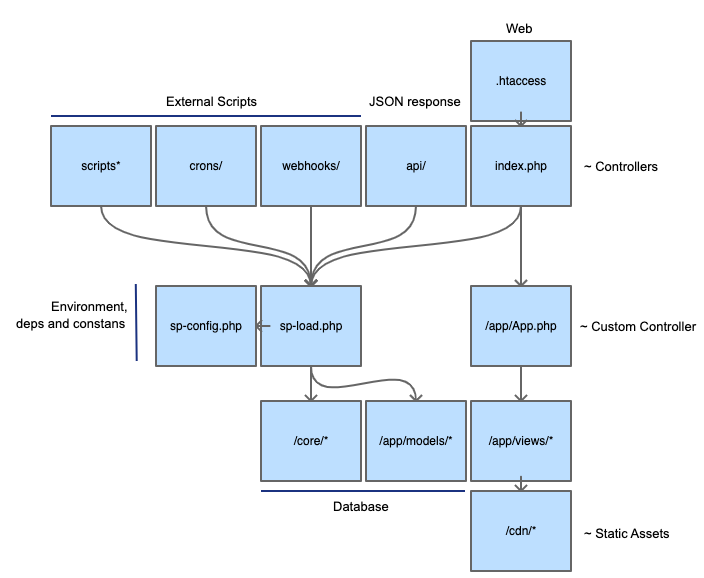 Web
.htaccess
External Scripts
JSON response
scripts*
crons/
webhooks/
api/
index.php
~ Controllers
Environment,
deps and constans
sp-config.php
sp-load.php
/app/App.php
~ Custom Controller
/core/*
/app/models/*
/app/views/*
Database
/cdn/*
~ Static Assets